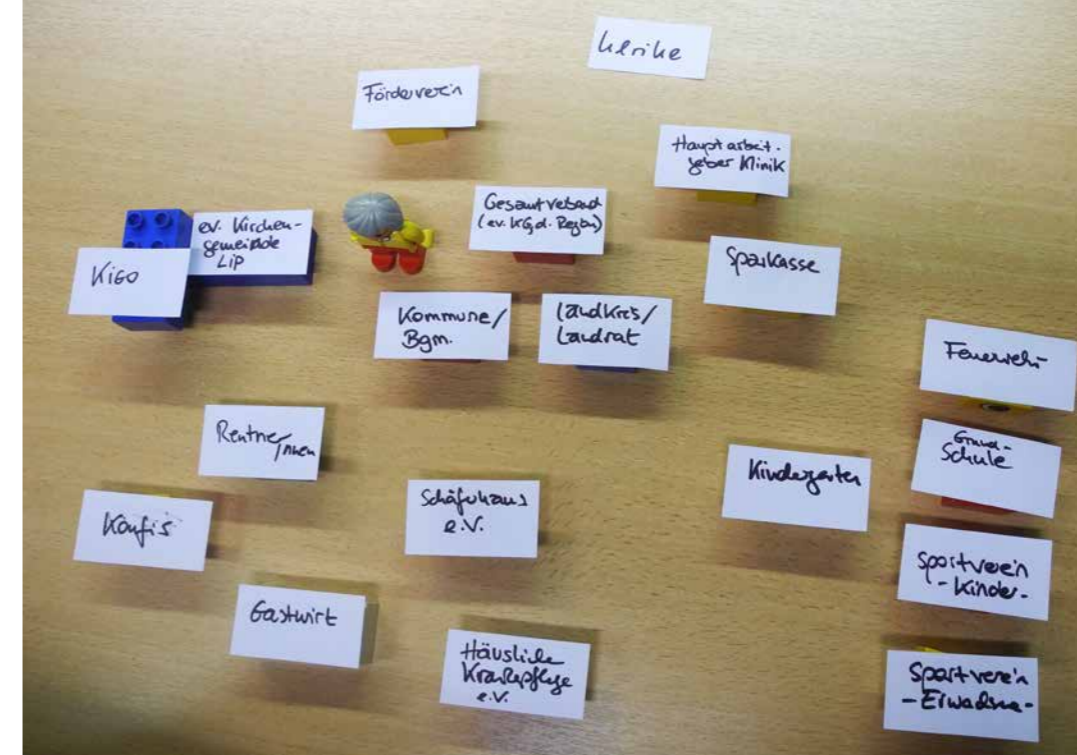 Ulrike
Förderverein
Hauptarbeit-
geber Klinik
Gesamtverband
(ev. KG d. Region)
ev. Kirchen-
gemeinde
LIP
KiGo
Sparkasse
Kommune/
Bgm.
Landkreis/
Landrat
Feuerwehr
Rentner/innen
Grund-
Schule
Kindergarten
Schäfuhaus
e.V.
Konfis
Sportverein
- Kinder -
Gastwirt
Häusliche
Krankenpflege
e.V.
Sportverein
- Erwachsene -